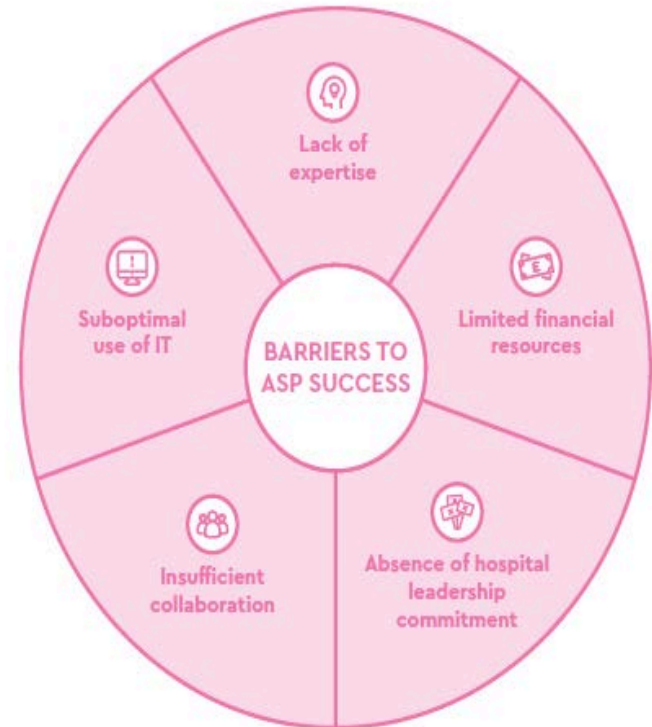 Lack of
expertise
Suboptimal
use of IT
Limited financial
resources
BARRIERS TO
ASP SUCCESS
Insufficient
collaboration
Absence of hospital
leadership
commitment